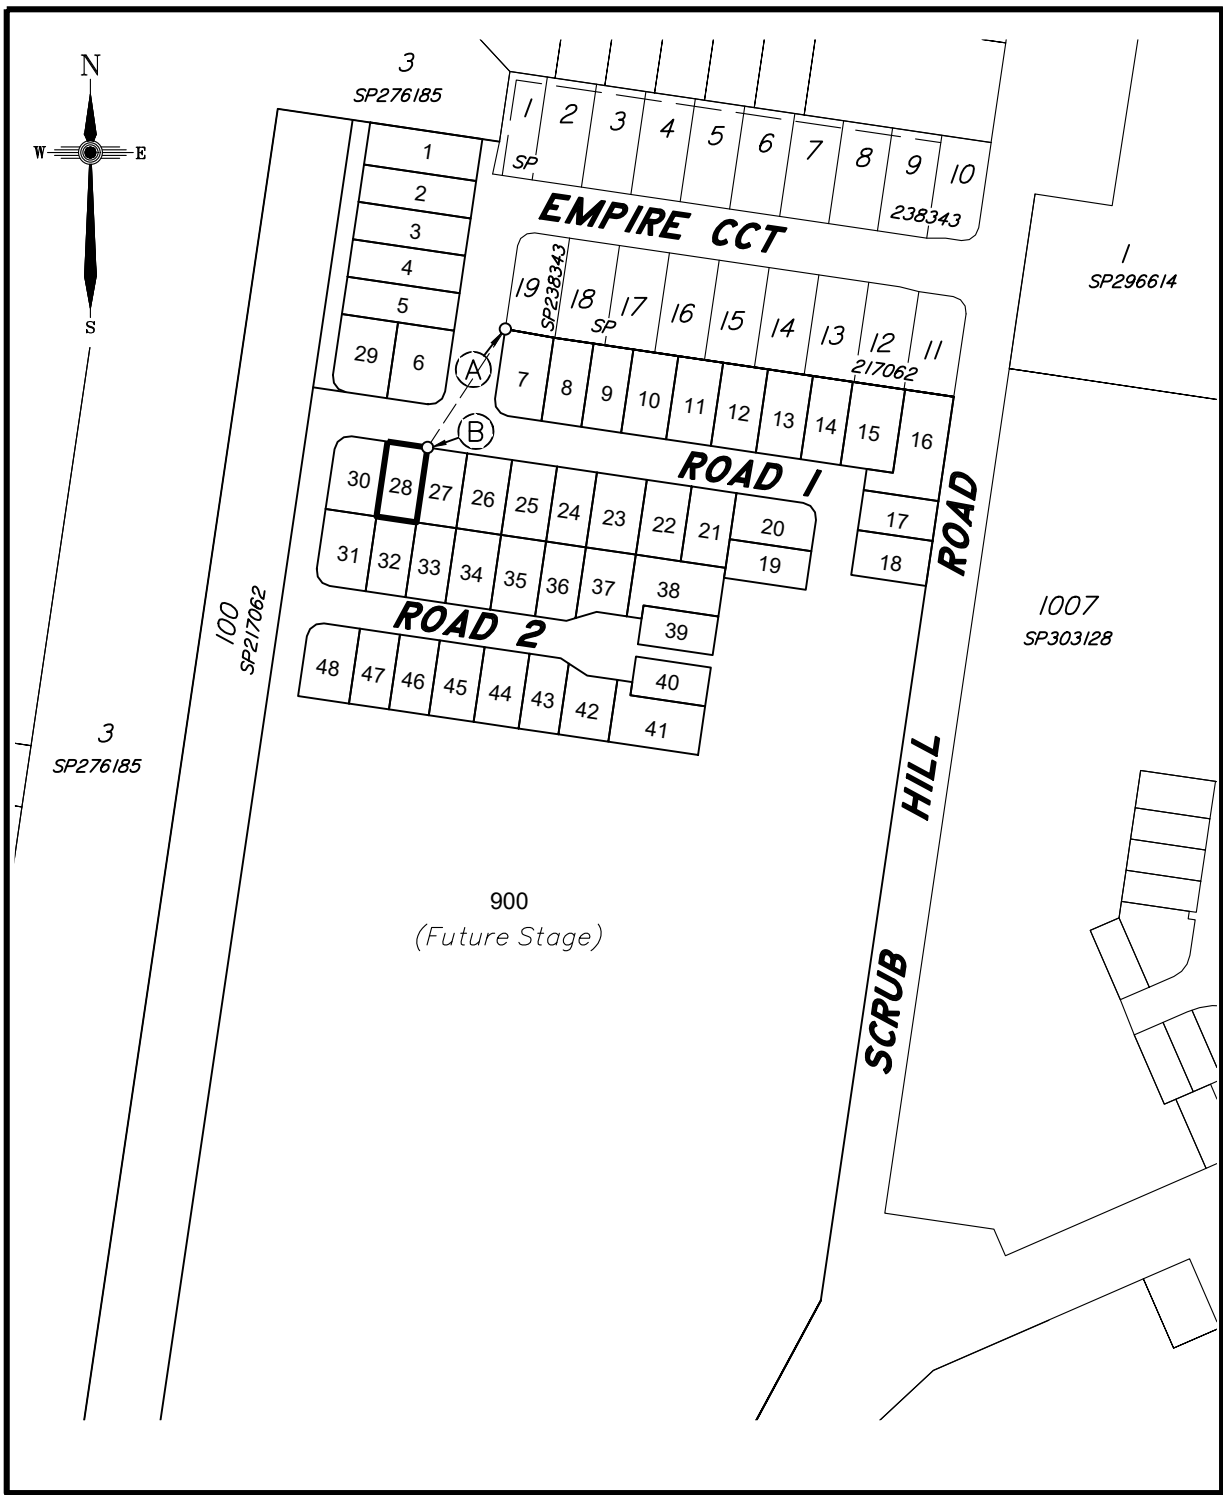 N
W E
S
3
SP276185
1 2 3 4 5 6 7 8 9 10
SP
238343
EMPIRE CCT
1
2
3
4
5
29 6
19 18 17 16 15 14 13 12 11
SP238343
SP
217062
1
SP296614
A
B
7 8 9 10 11 12 13 14 15 16
ROAD 1
17
18
30 28 27 26 25 24 23 22 21 20
19
31 32 33 34 35 36 37 38
39
ROAD 2
48 47 46 45 44 43 42 41
40
100
SP217062
SCRUB HILL ROAD
1007
SP303128
3
SP276185
900
(Future Stage)